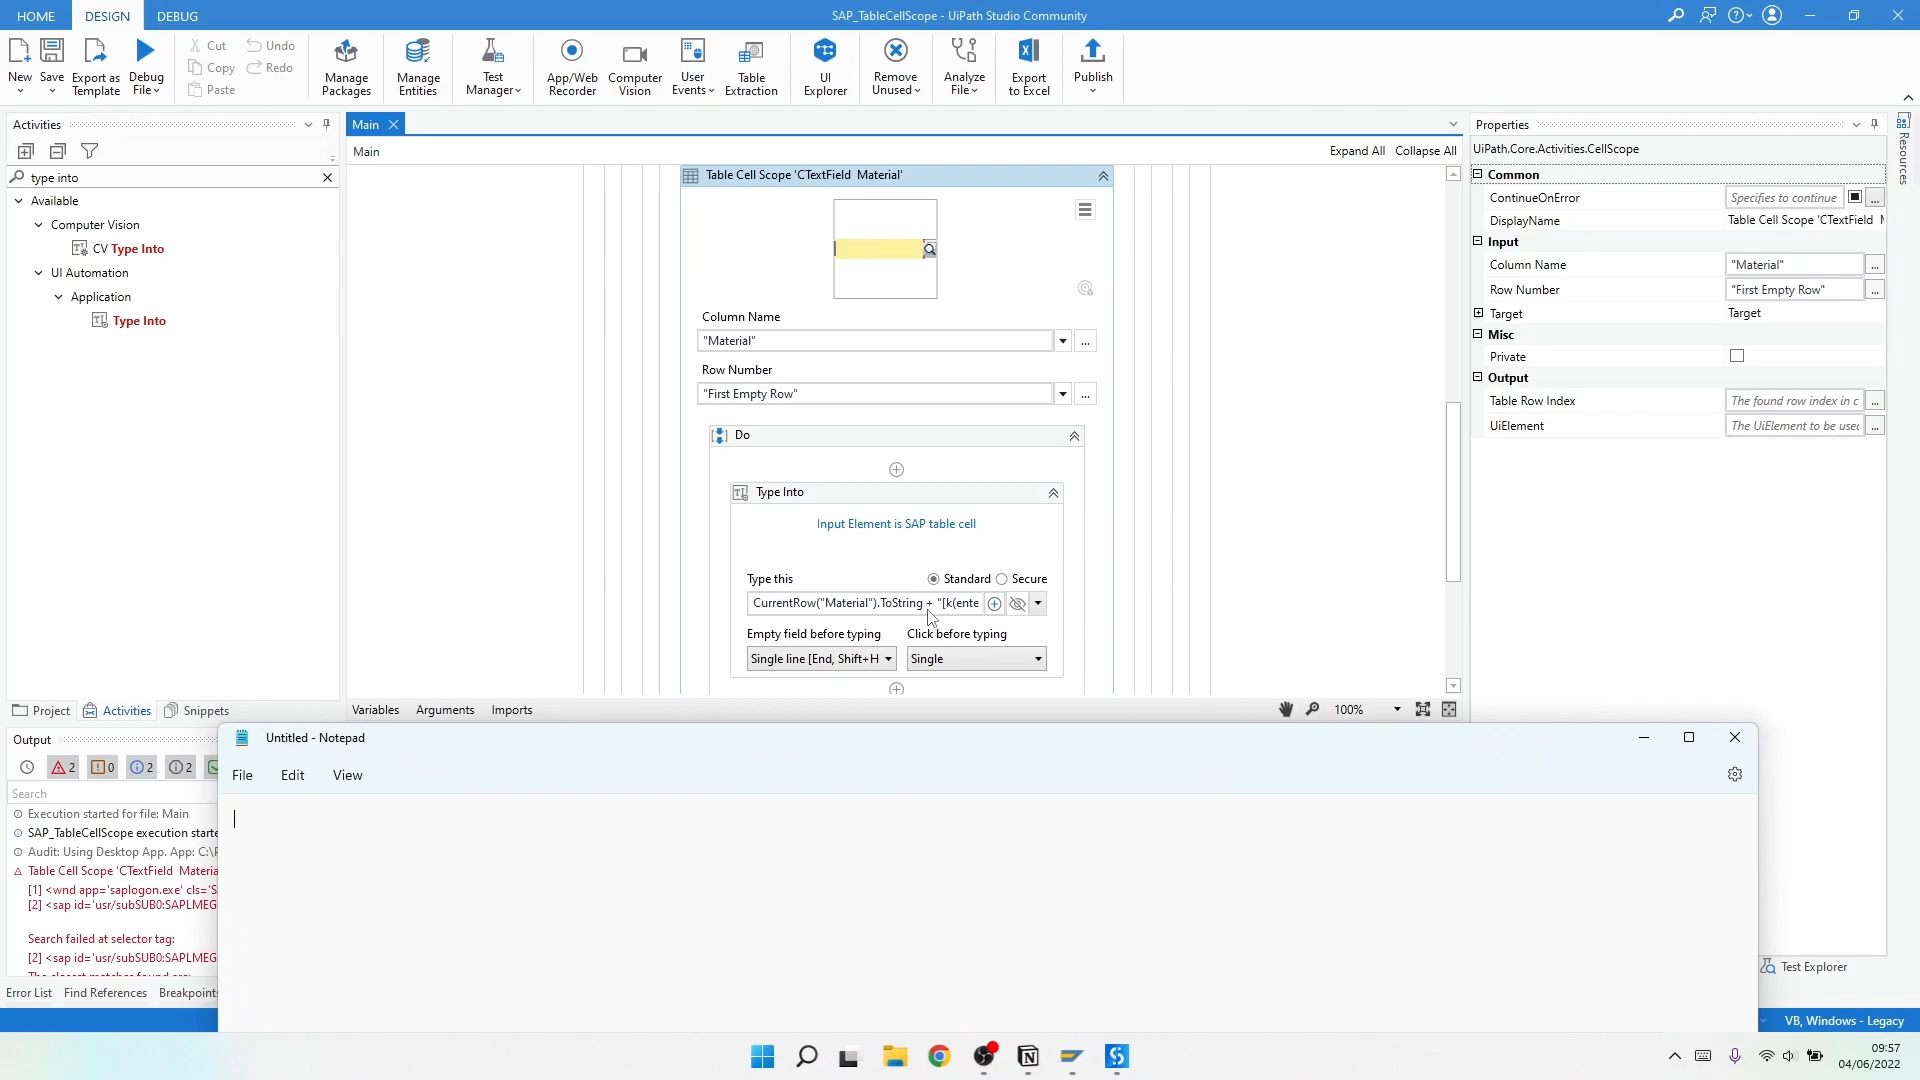 HOME DESIGN DEBUG
SAP_TableCellScope - UiPath Studio Community
New
Save
Export as Template
Debug File
Cut
Copy
Paste
Undo
Redo
Manage Packages
Manage Entities
Test Manager
App/Web Recorder
Computer Vision
User Events
Table Extraction
UI Explorer
Remove Unused
Analyze File
Export to Excel
Publish
Activities
type into
Available
Computer Vision
CV Type Into
UI Automation
Application
Type Into
Project Activities Snippets
Main
Main
Expand All Collapse All
Table Cell Scope 'CTextField Material'
Column Name
"Material"
...
Row Number
"First Empty Row"
...
Do
Type Into
Input Element is SAP table cell
Type this Standard Secure
CurrentRow("Material").ToString + "[k(ente
Empty field before typing Click before typing
Single line [End, Shift+H Single
Variables Arguments Imports 100%
Properties
UiPath.Core.Activities.CellScope
Common
ContinueOnError Specifies to continue ...
DisplayName Table Cell Scope 'CTextField
Input
Column Name "Material" ...
Row Number "First Empty Row" ...
Target Target
Misc
Private
Output
Table Row Index The found row index in c ...
UiElement The UiElement to be used ...
Resources
Output
2 0 2 2
Search
Execution started for file: Main
SAP_TableCellScope execution starte
Audit: Using Desktop App. App: C:\P
Table Cell Scope 'CTextField Materia
[1] <wnd app='saplogon.exe' cls='S
[2] <sap id='usr/subSUB0:SAPLMEG
Search failed at selector tag:
[2] <sap id='usr/subSUB0:SAPLMEG
Error List Find References Breakpoint
Untitled - Notepad
File Edit View
Test Explorer
VB, Windows - Legacy
09:57
04/06/2022